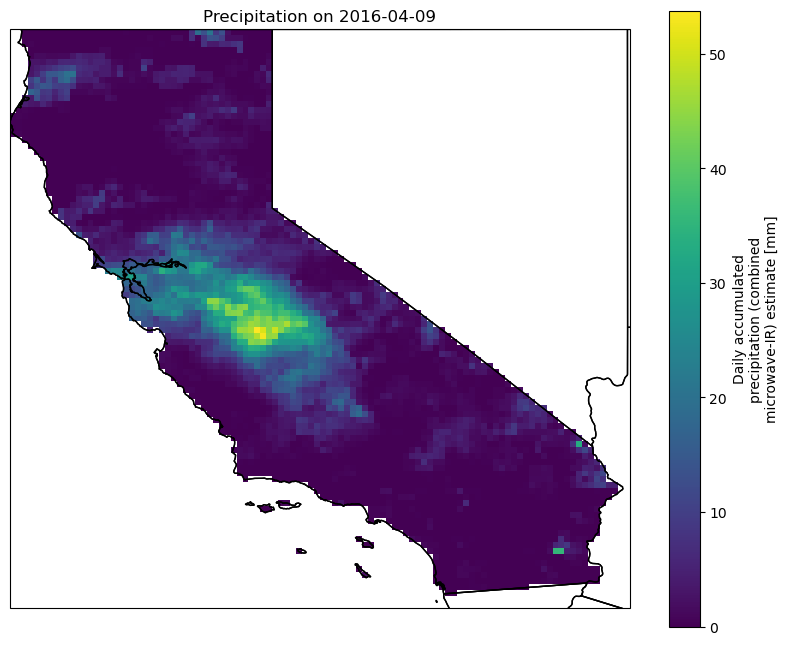 Precipitation on 2016-04-09
50
40
30
20
10
0
Daily accumulated
precipitation (combined
microwave-IR) estimate [mm]